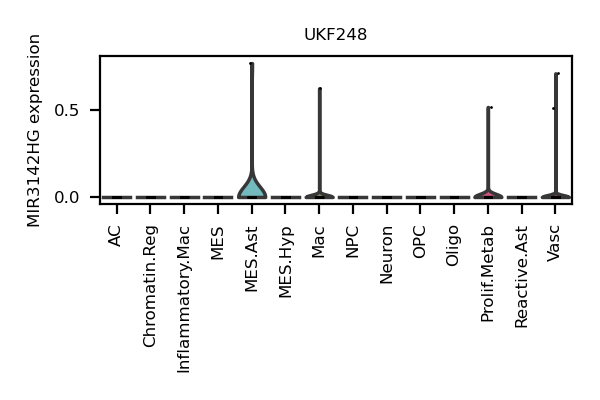 UKF248
MIR3142HG expression
0.5
0.0
AC
Chromatin.Reg
Inflammatory.Mac
MES
MES.Ast
MES.Hyp
Mac
NPC
Neuron
OPC
Oligo
Prolif.Metab
Reactive.Ast
Vasc